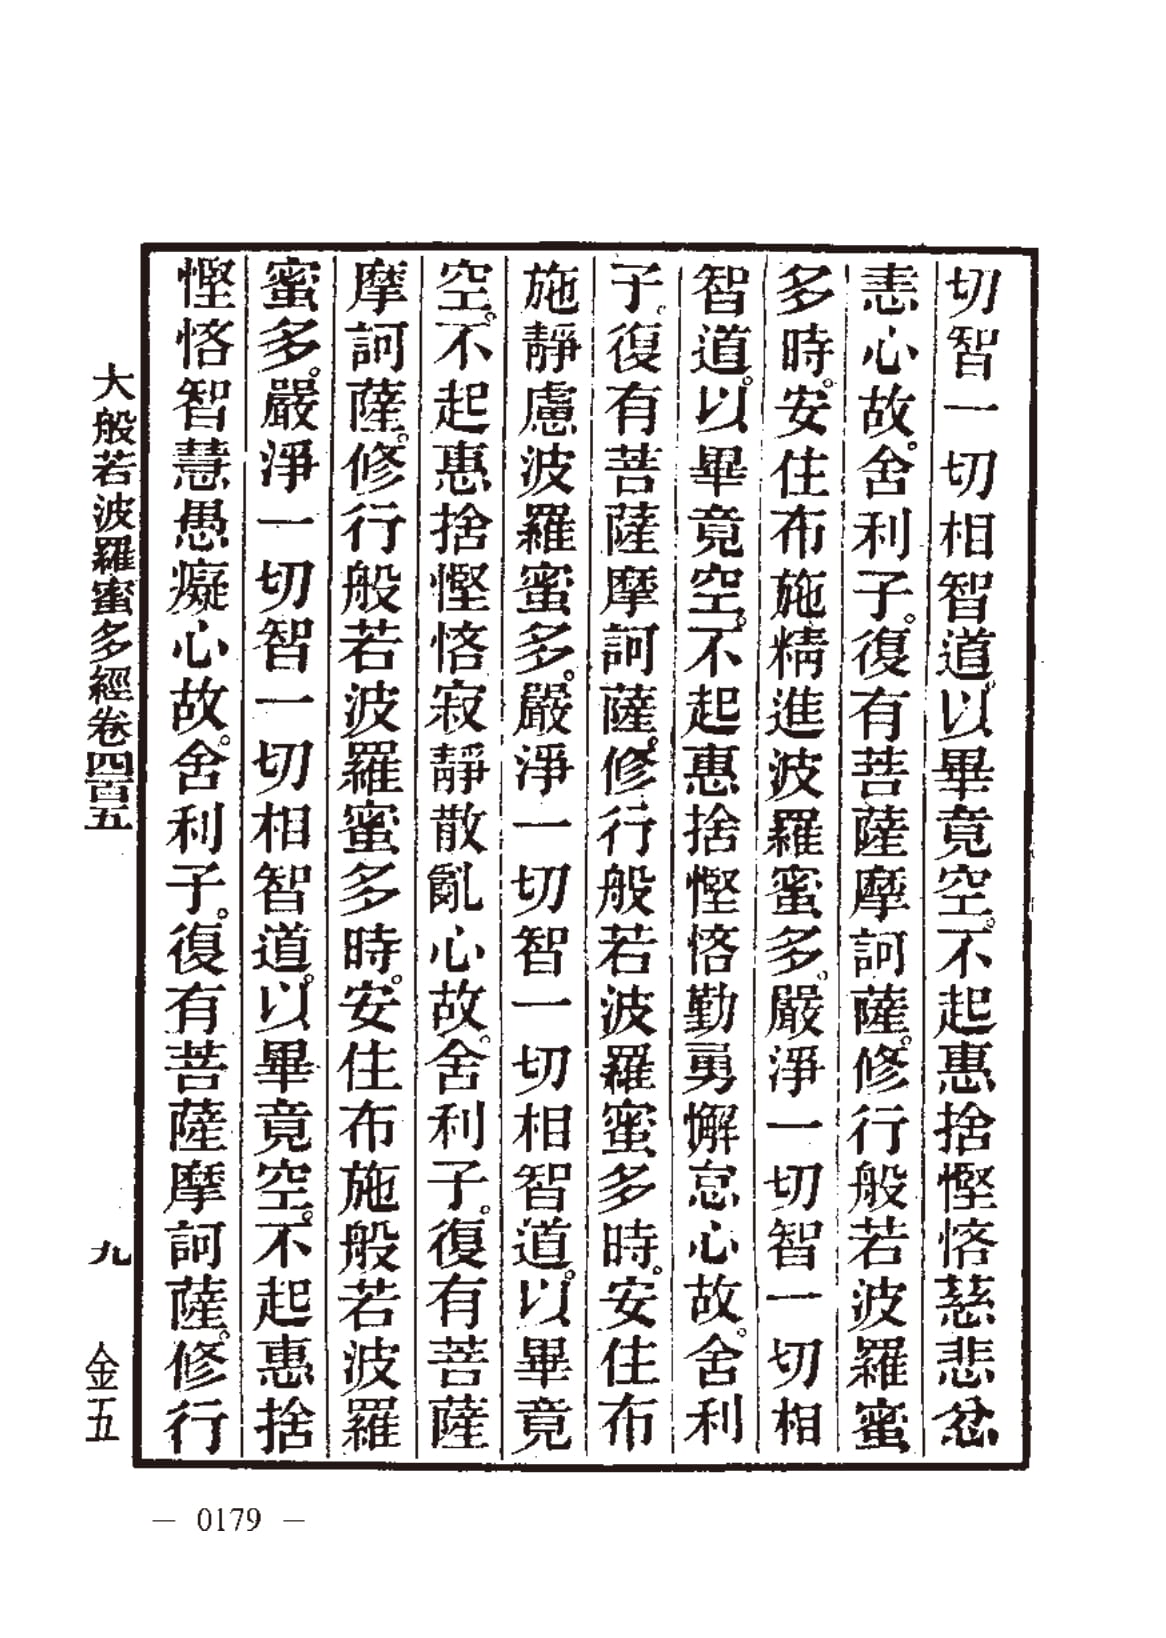 切智一切相智道。以畢竟空。不起惠捨慳悋慈悲忿
恚心故。舍利子。復有菩薩摩訶薩。修行般若波羅蜜
多時。安住布施精進波羅蜜多。嚴淨一切智一切相
智道。以畢竟空。不起惠捨慳悋勤勇懈怠心故。舍利
子。復有菩薩摩訶薩。修行般若波羅蜜多時。安住布
施靜慮波羅蜜多。嚴淨一切智一切相智道。以畢竟
空。不起惠捨慳悋寂靜散亂心故。舍利子。復有菩薩
摩訶薩。修行般若波羅蜜多時。安住布施般若波羅
蜜多。嚴淨一切智一切相智道。以畢竟空。不起惠捨
慳悋智慧愚癡心故。舍利子。復有菩薩摩訶薩。修行
大般若波羅蜜多經卷四百五 九 金五
— 0179 —